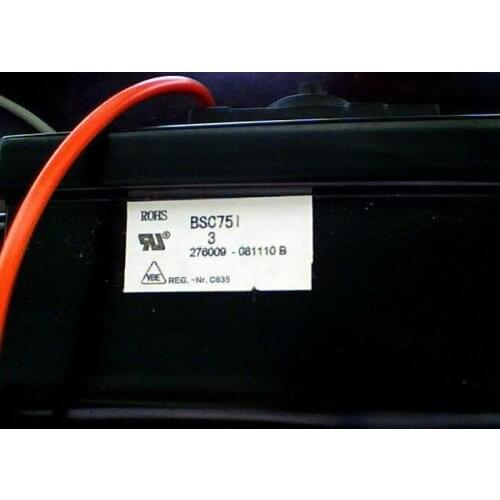 ROHS
BSC75I
3
276009 - 081110 B
VDE REG. -Nr. C635